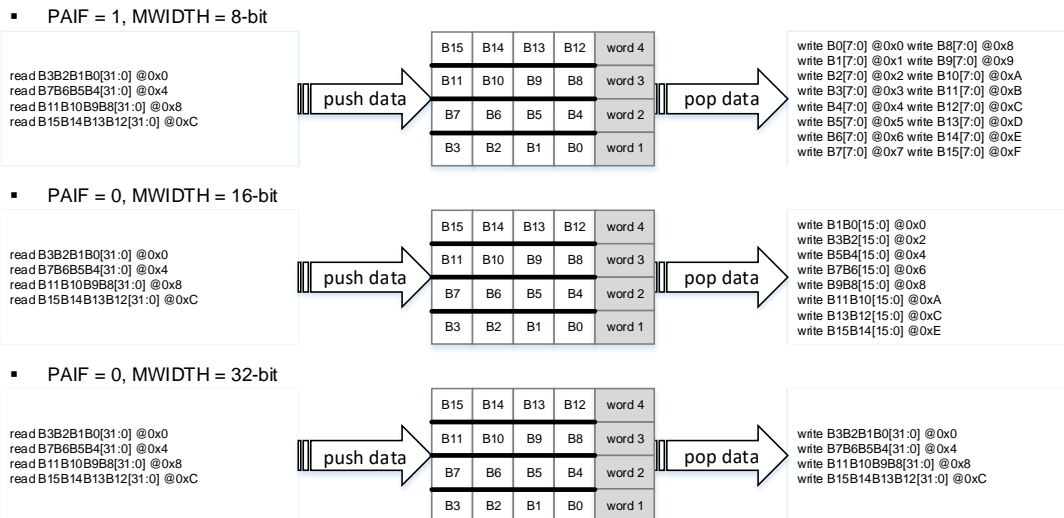 ▪ PAIF = 1, MWIDTH = 8-bit
read B3B2B1B0[31:0] @0x0
read B7B6B5B4[31:0] @0x4
read B11B10B9B8[31:0] @0x8
read B15B14B13B12[31:0] @0xC
push data
B15 B14 B13 B12 word 4
B11 B10 B9 B8 word 3
B7 B6 B5 B4 word 2
B3 B2 B1 B0 word 1
pop data
write B0[7:0] @0x0 write B8[7:0] @0x8
write B1[7:0] @0x1 write B9[7:0] @0x9
write B2[7:0] @0x2 write B10[7:0] @0xA
write B3[7:0] @0x3 write B11[7:0] @0xB
write B4[7:0] @0x4 write B12[7:0] @0xC
write B5[7:0] @0x5 write B13[7:0] @0xD
write B6[7:0] @0x6 write B14[7:0] @0xE
write B7[7:0] @0x7 write B15[7:0] @0xF
▪ PAIF = 0, MWIDTH = 16-bit
read B3B2B1B0[31:0] @0x0
read B7B6B5B4[31:0] @0x4
read B11B10B9B8[31:0] @0x8
read B15B14B13B12[31:0] @0xC
push data
B15 B14 B13 B12 word 4
B11 B10 B9 B8 word 3
B7 B6 B5 B4 word 2
B3 B2 B1 B0 word 1
pop data
write B1B0[15:0] @0x0
write B3B2[15:0] @0x2
write B5B4[15:0] @0x4
write B7B6[15:0] @0x6
write B9B8[15:0] @0x8
write B11B10[15:0] @0xA
write B13B12[15:0] @0xC
write B15B14[15:0] @0xE
▪ PAIF = 0, MWIDTH = 32-bit
read B3B2B1B0[31:0] @0x0
read B7B6B5B4[31:0] @0x4
read B11B10B9B8[31:0] @0x8
read B15B14B13B12[31:0] @0xC
push data
B15 B14 B13 B12 word 4
B11 B10 B9 B8 word 3
B7 B6 B5 B4 word 2
B3 B2 B1 B0 word 1
pop data
write B3B2B1B0[31:0] @0x0
write B7B6B5B4[31:0] @0x4
write B11B10B9B8[31:0] @0x8
write B15B14B13B12[31:0] @0xC